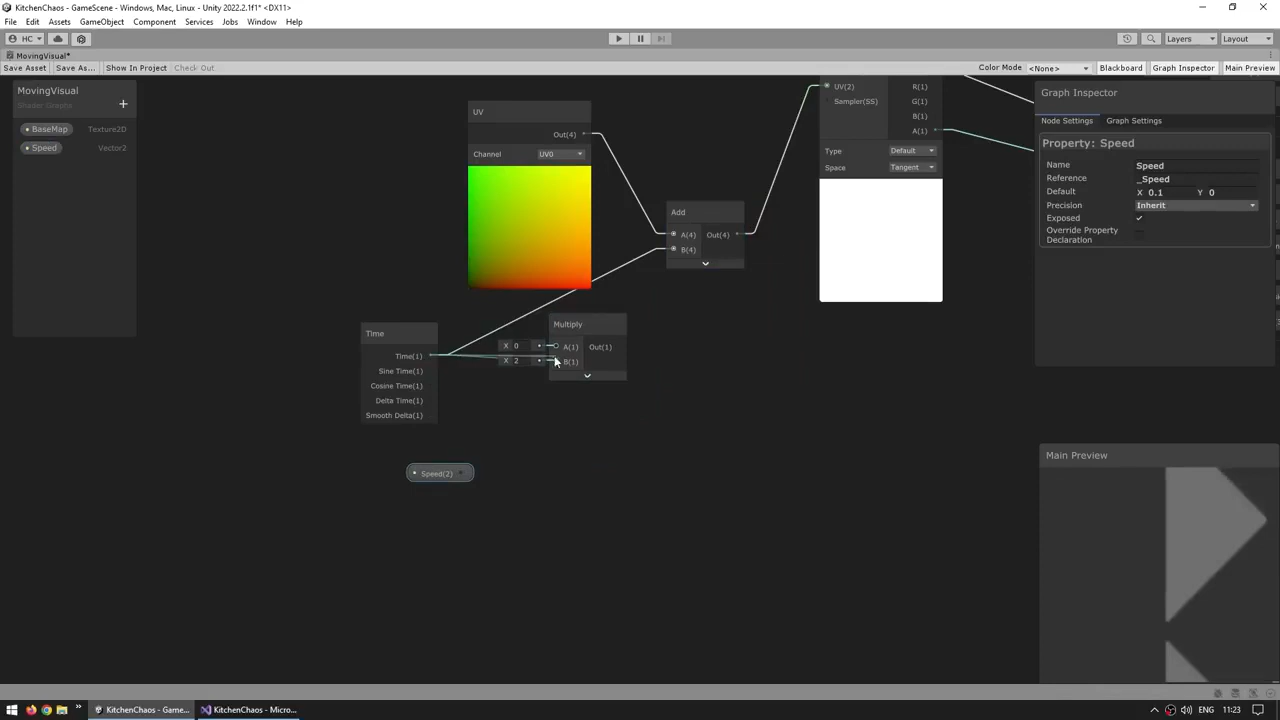 KitchenChaos - GameScene - Windows, Mac, Linux - Unity 2022.2.1f1* <DX11>
File Edit Assets GameObject Component Services Jobs Window Help
HC
Layers Layout
MovingVisual*
Save Asset Save As... Show In Project Check Out
Color Mode <None> Blackboard Graph Inspector Main Preview
MovingVisual
Shader Graphs
BaseMap Texture2D
Speed Vector2
UV
Out(4)
Channel UV0
Add
A(4) Out(4)
B(4)
UV(2) R(1)
Sampler(SS) G(1)
B(1)
A(1)
Type Default
Space Tangent
Time
Time(1)
Sine Time(1)
Cosine Time(1)
Delta Time(1)
Smooth Delta(1)
Multiply
X 0 A(1) Out(1)
X 2 B(1)
Speed(2)
Graph Inspector
Node Settings Graph Settings
Property: Speed
Name Speed
Reference _Speed
Default X 0.1 Y 0
Precision Inherit
Exposed
Override Property
Declaration
Main Preview
KitchenChaos - Game... KitchenChaos - Micro...
ENG 11:23